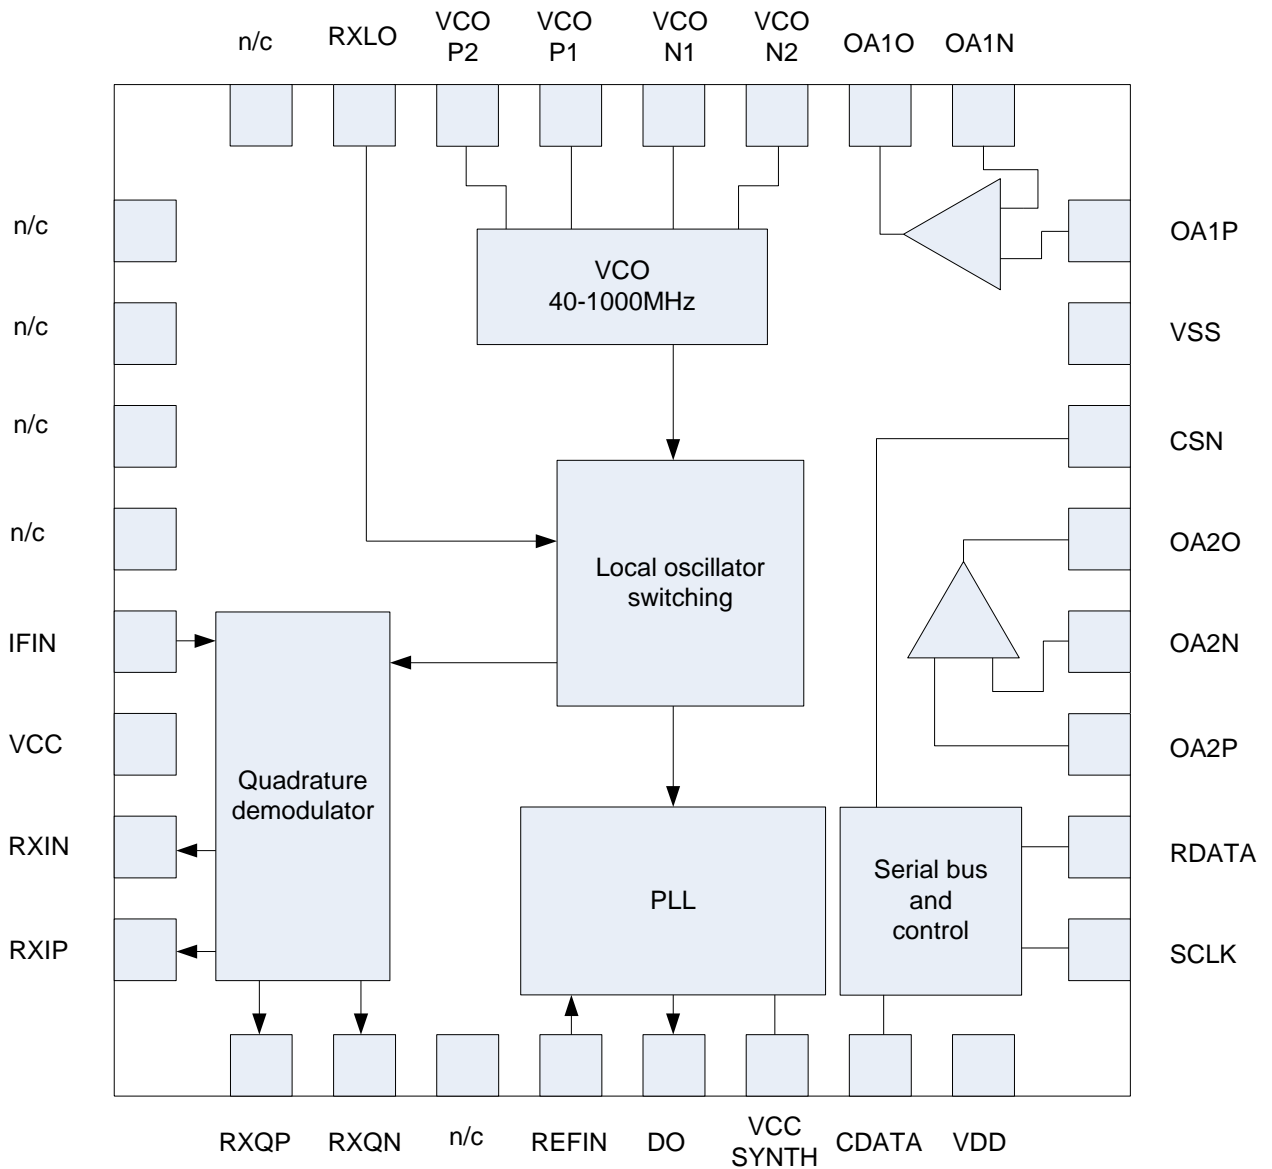 n/c
RXLO
VCO
P2
VCO
P1
VCO
N1
VCO
N2
OA1O
OA1N
n/c
n/c
n/c
n/c
IFIN
VCC
RXIN
RXIP
VCO
40-1000MHz
Local oscillator
switching
Quadrature
demodulator
PLL
Serial bus
and
control
OA1P
VSS
CSN
OA2O
OA2N
OA2P
RDATA
SCLK
RXQP
RXQN
n/c
REFIN
DO
VCC
SYNTH
CDATA
VDD